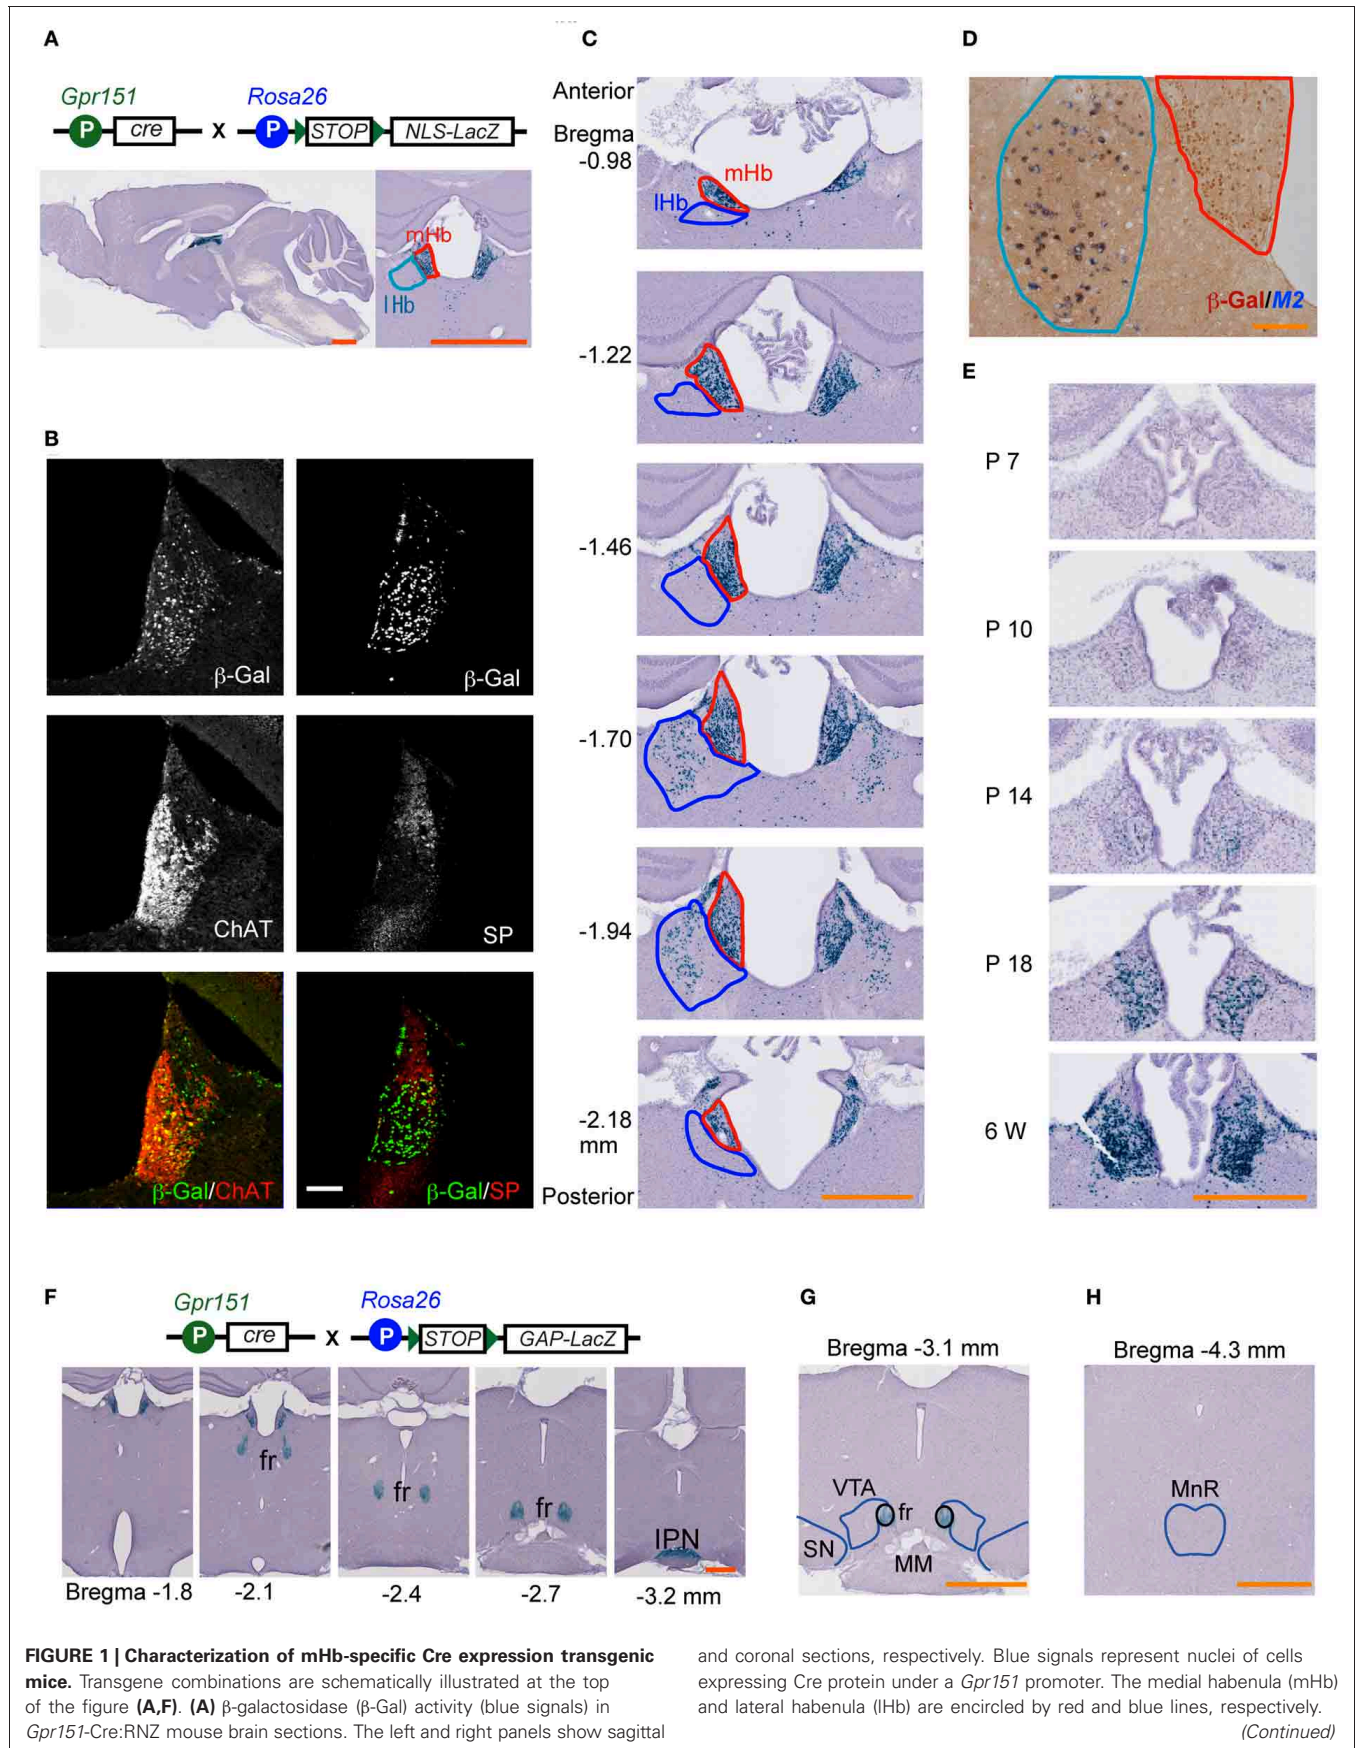 A
Gpr151
Rosa26
P
cre
X
P
STOP
NLS-LacZ
mHb
lHb
B
β-Gal
β-Gal
ChAT
SP
β-Gal/ChAT
β-Gal/SP
C
Anterior
Bregma
-0.98
mHb
lHb
-1.22
-1.46
-1.70
-1.94
-2.18
mm
Posterior
D
β-Gal/M2
E
P 7
P 10
P 14
P 18
6 W
F
Gpr151
Rosa26
P
cre
X
P
STOP
GAP-LacZ
fr
fr
fr
IPN
Bregma -1.8
-2.1
-2.4
-2.7
-3.2 mm
G
Bregma -3.1 mm
VTA
fr
SN
MM
H
Bregma -4.3 mm
MnR
FIGURE 1 | Characterization of mHb-specific Cre expression transgenic
mice. Transgene combinations are schematically illustrated at the top
of the figure (A,F). (A) β-galactosidase (β-Gal) activity (blue signals) in
Gpr151-Cre:RNZ mouse brain sections. The left and right panels show sagittal
and coronal sections, respectively. Blue signals represent nuclei of cells
expressing Cre protein under a Gpr151 promoter. The medial habenula (mHb)
and lateral habenula (lHb) are encircled by red and blue lines, respectively.
(Continued)